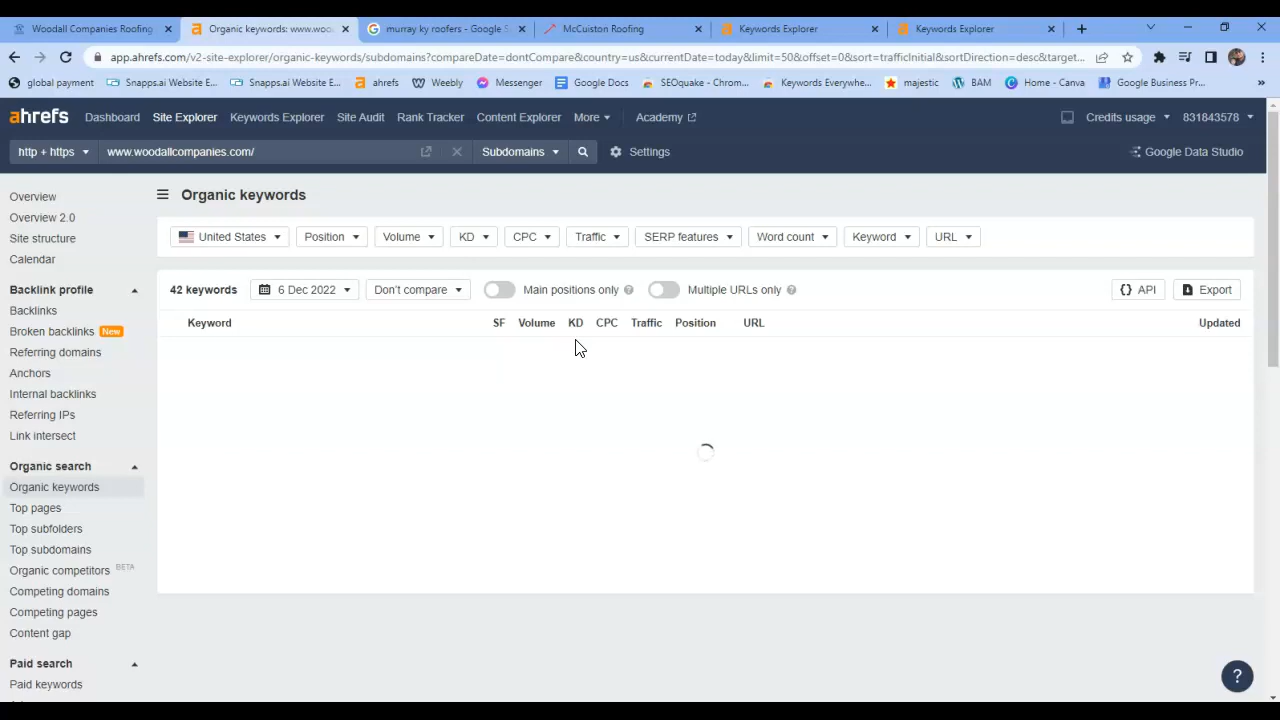 Woodall Companies Roofing
Organic keywords: www.woo
murray ky roofers - Google S
McCuiston Roofing
Keywords Explorer
Keywords Explorer
app.ahrefs.com/v2-site-explorer/organic-keywords/subdomains?compareDate=dontCompare&country=us&currentDate=today&limit=50&offset=0&sort=trafficInitial&sortDirection=desc&target...
global payment
Snapps.ai Website E...
Snapps.ai Website E...
ahrefs
Weebly
Messenger
Google Docs
SEOquake - Chrom...
Keywords Everywhe...
majestic
BAM
Home - Canva
Google Business Pr...
ahrefs
Dashboard
Site Explorer
Keywords Explorer
Site Audit
Rank Tracker
Content Explorer
More
Academy
Credits usage
831843578
http + https
www.woodallcompanies.com/
Subdomains
Settings
Google Data Studio
Overview
Overview 2.0
Site structure
Calendar
Backlink profile
Backlinks
Broken backlinks New
Referring domains
Anchors
Internal backlinks
Referring IPs
Link intersect
Organic search
Organic keywords
Top pages
Top subfolders
Top subdomains
Organic competitors BETA
Competing domains
Competing pages
Content gap
Paid search
Paid keywords
Organic keywords
United States
Position
Volume
KD
CPC
Traffic
SERP features
Word count
Keyword
URL
42 keywords
6 Dec 2022
Don't compare
Main positions only ?
Multiple URLs only ?
{} API
Export
Keyword
SF
Volume
KD
CPC
Traffic
Position
URL
Updated
?